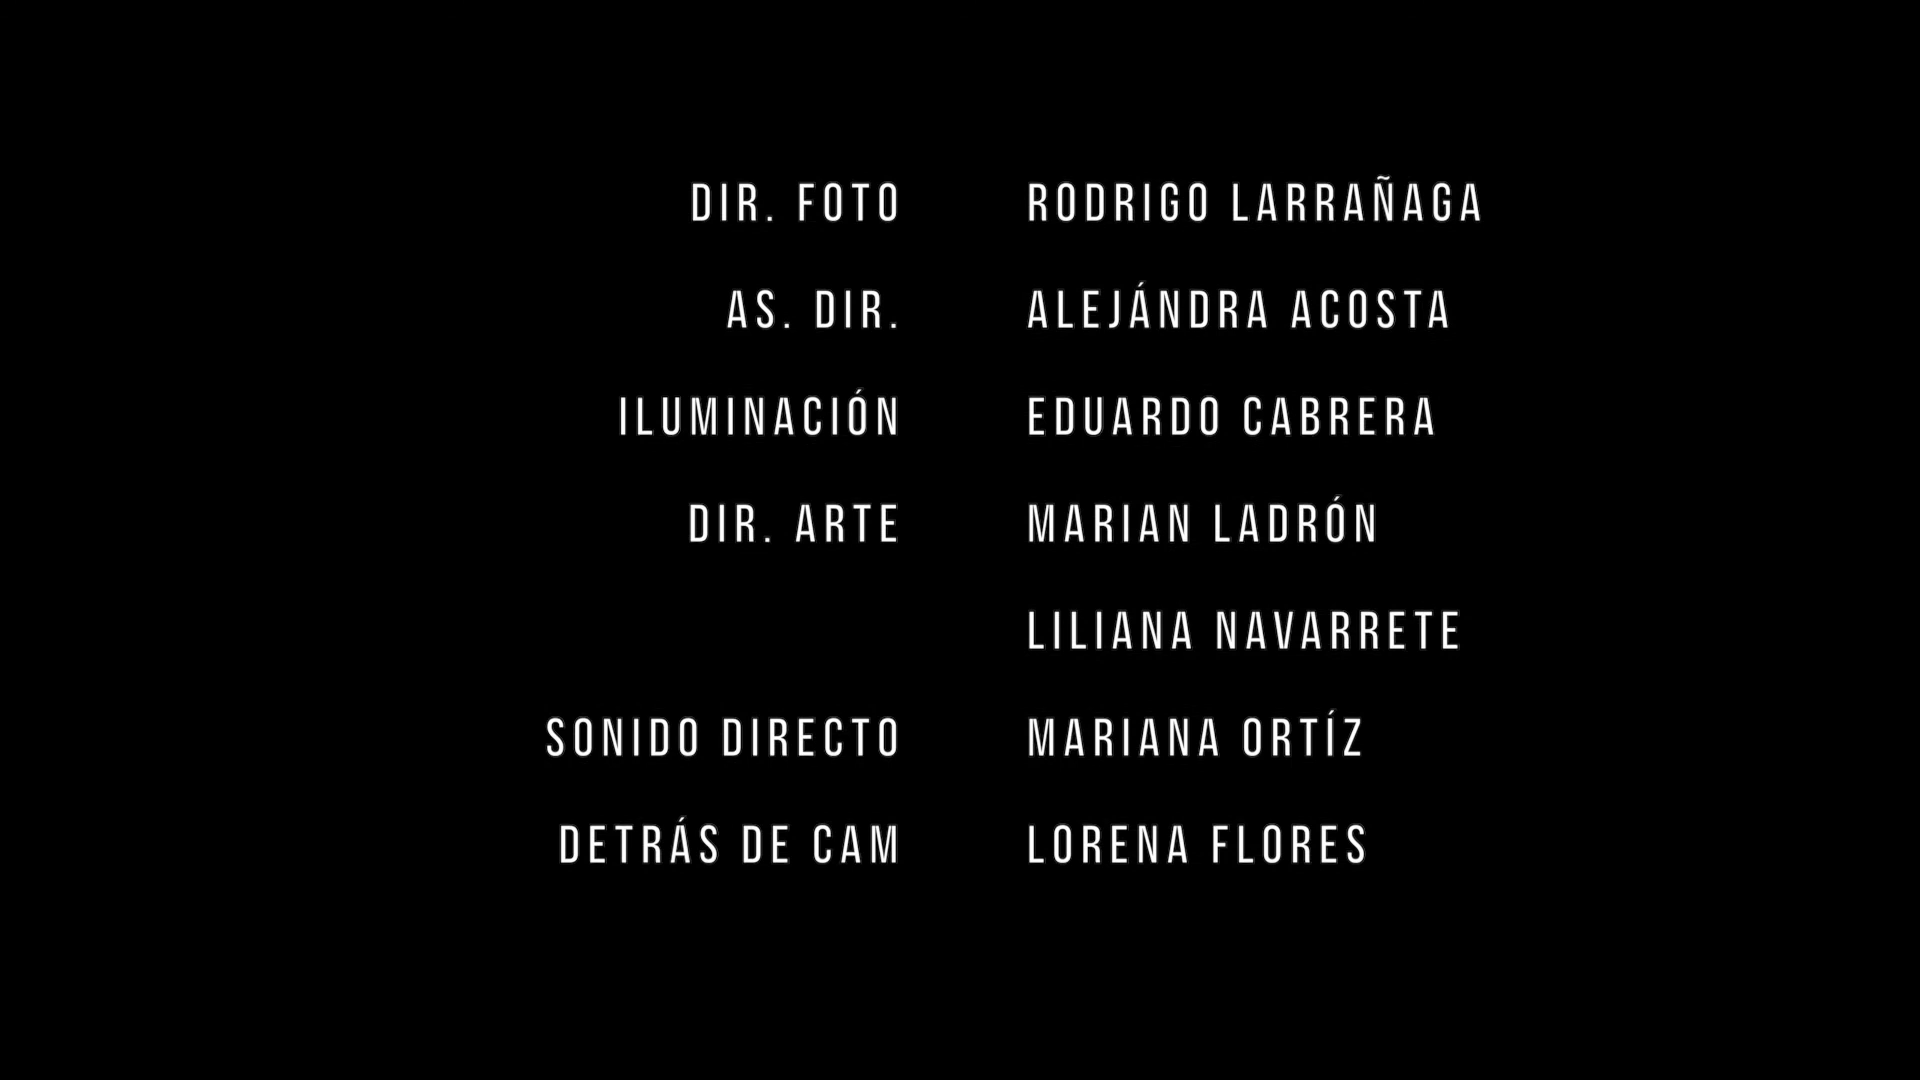 DIR. FOTO RODRIGO LARRAÑAGA
AS. DIR. ALEJÁNDRA ACOSTA
ILUMINACIÓN EDUARDO CABRERA
DIR. ARTE MARIAN LADRÓN
LILIANA NAVARRETE
SONIDO DIRECTO MARIANA ORTÍZ
DETRÁS DE CAM LORENA FLORES